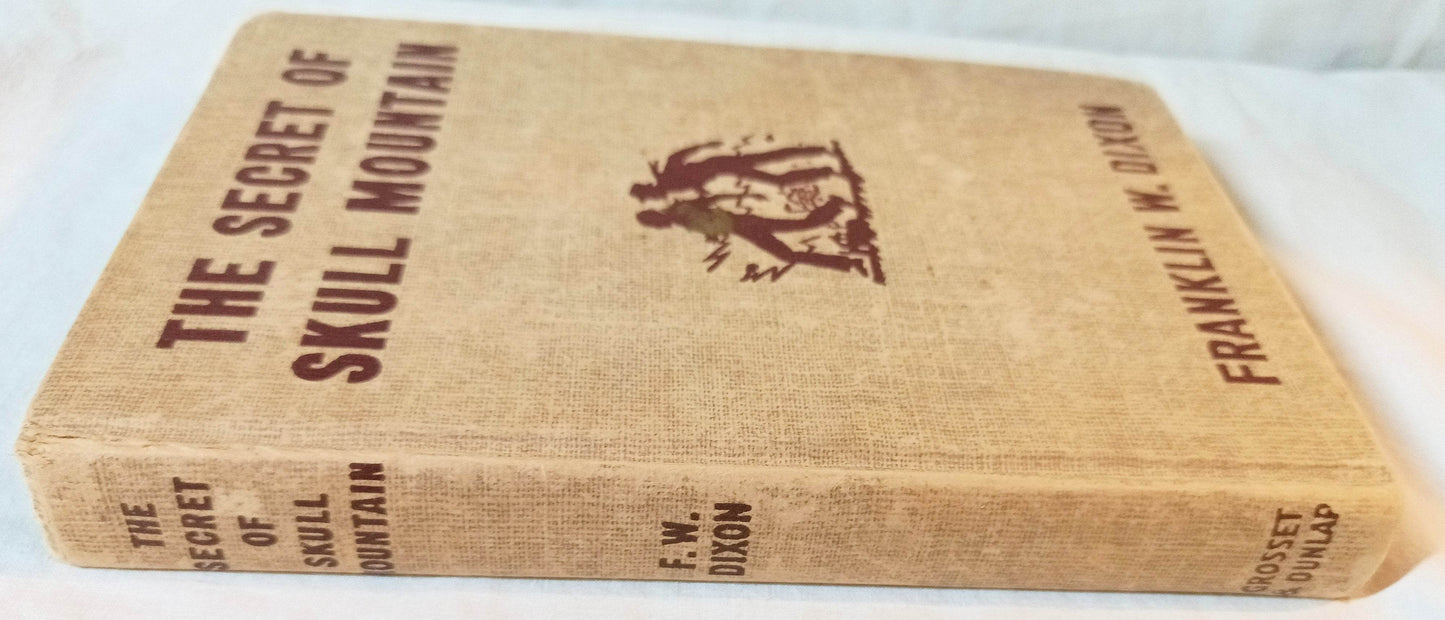 THE SECRET OF
SKULL MOUNTAIN
FRANKLIN W. DIXON
THE
SECRET
OF
SKULL
MOUNTAIN
F. W.
DIXON
GROSSET
& DUNLAP